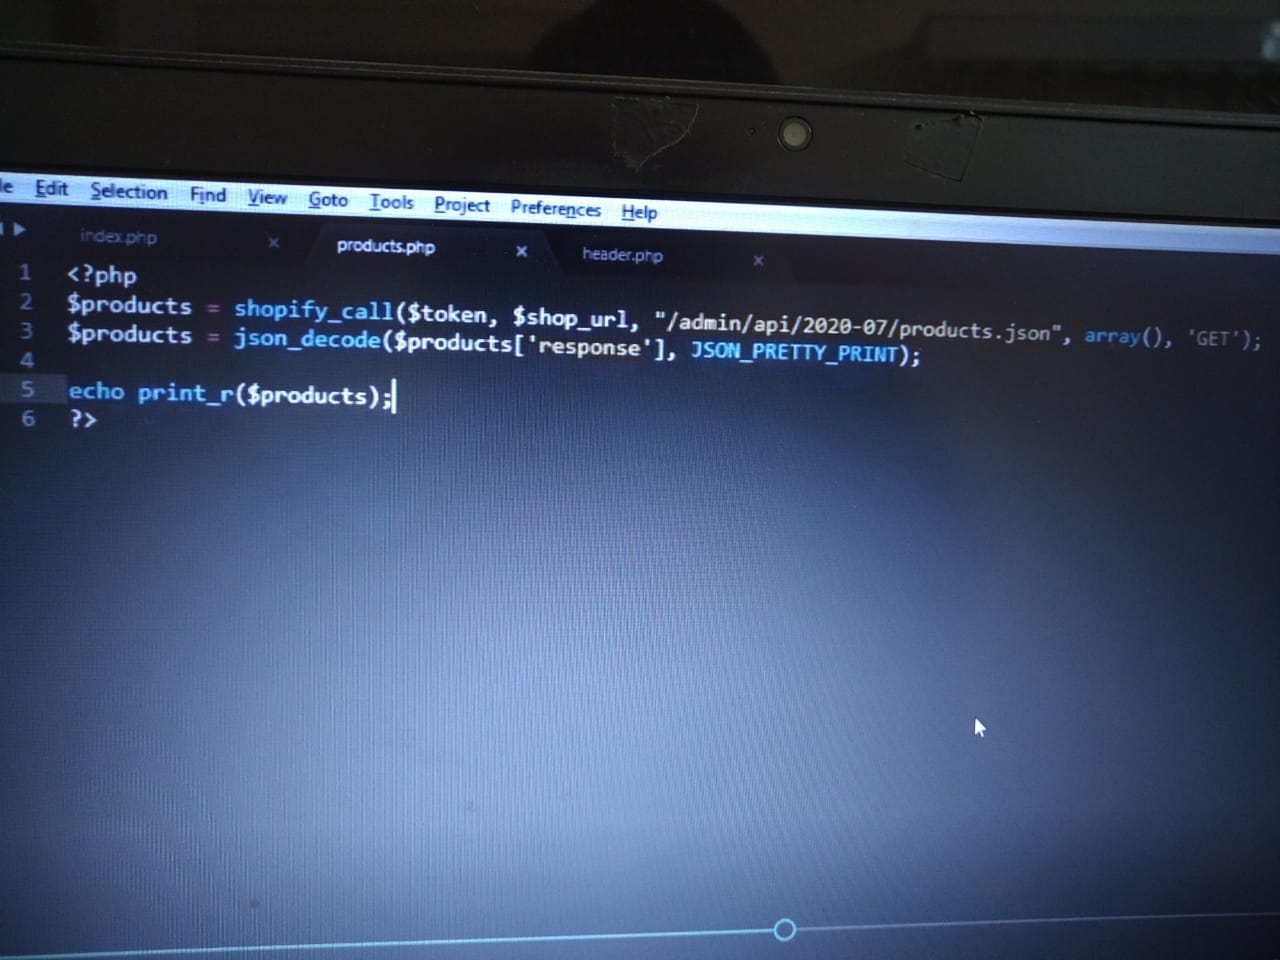 Edit Selection Find View Goto Tools Project Preferences Help
index.php × products.php × header.php ×
1 <?php
2 $products = shopify_call($token, $shop_url, "/admin/api/2020-07/products.json", array(), 'GET');
3 $products = json_decode($products['response'], JSON_PRETTY_PRINT);
4
5 echo print_r($products);
6 ?>